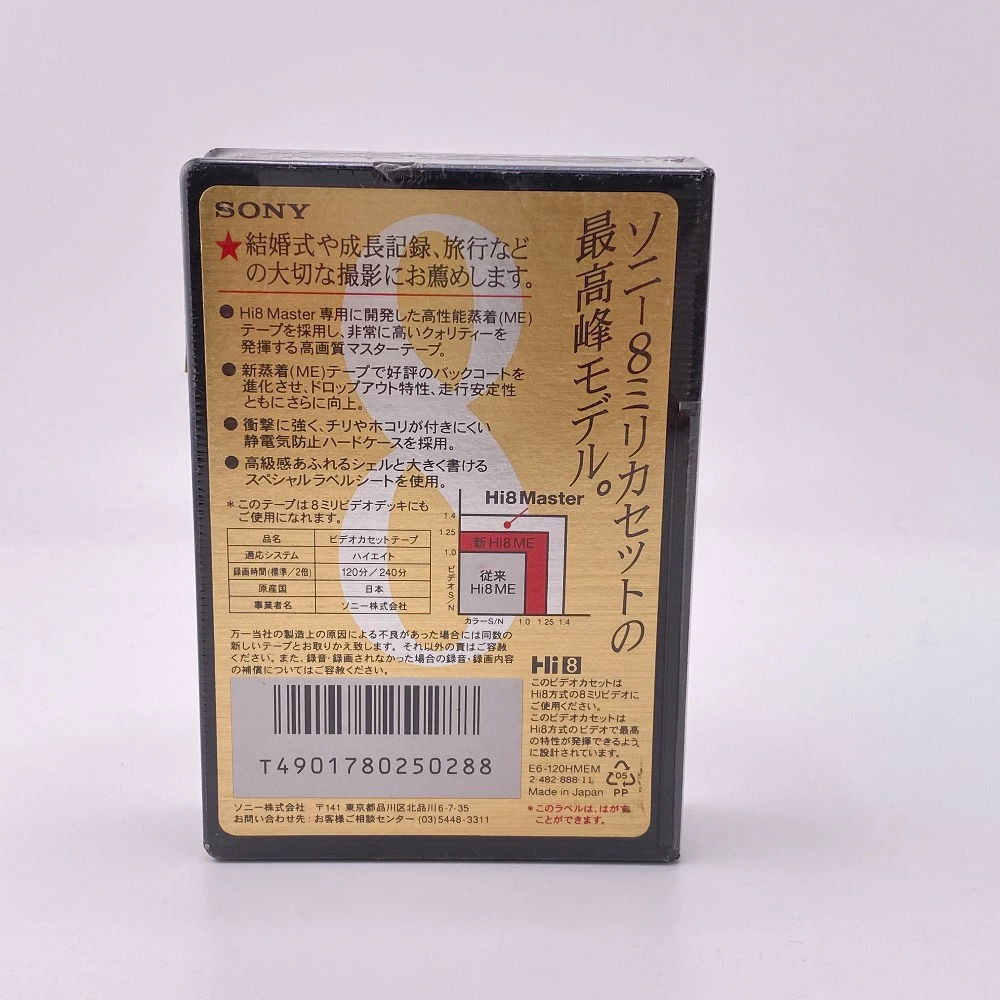 SONY
★結婚式や成長記録、旅行など
の大切な撮影にお薦めします。
ソニー8ミリカセットの
最高峰モデル。
●Hi8 Master 専用に開発した高性能蒸着(ME)
テープを採用し、非常に高いクォリティーを
発揮する高画質マスターテープ。
●新蒸着(ME)テープで好評のバックコートを
進化させ、ドロップアウト特性、走行安定性
ともにさらに向上。
●衝撃に強く、チリやホコリが付きにくい
静電気防止ハードケースを採用。
●高級感あふれるシェルと大きく書ける
スペシャルラベルシートを使用。
*このテープは8ミリビデオデッキにも
ご使用になれます。
品名 ビデオカセットテープ
適応システム ハイエイト
録画時間(標準/2倍) 120分/240分
原産国 日本
事業者名 ソニー株式会社
Hi8 Master
1.4
1.25
1.0
新 Hi8 ME
従来
Hi8 ME
ビデオS/N
カラーS/N 1.0 1.25 1.4
万一当社の製造上の原因による不良があった場合には同数の
新しいテープとお取りかえ致します。それ以外の責はご容赦
ください。また、録音・録画されなかった場合の録音・録画内容
の補償についてはご容赦ください。
T4901780250288
Hi8
このビデオカセットは
Hi8方式の8ミリビデオに
ご使用ください。
このビデオカセットは
Hi8方式のビデオで最高
の特性が発揮できるよう
に設計されています。
E6-120HMEM
2-482-888-11
Made in Japan
05
PP
ソニー株式会社 〒141 東京都品川区北品川6-7-35
お問い合わせ先:お客様ご相談センター (03)5448-3311
*このラベルは、はがす
ことができます。
8